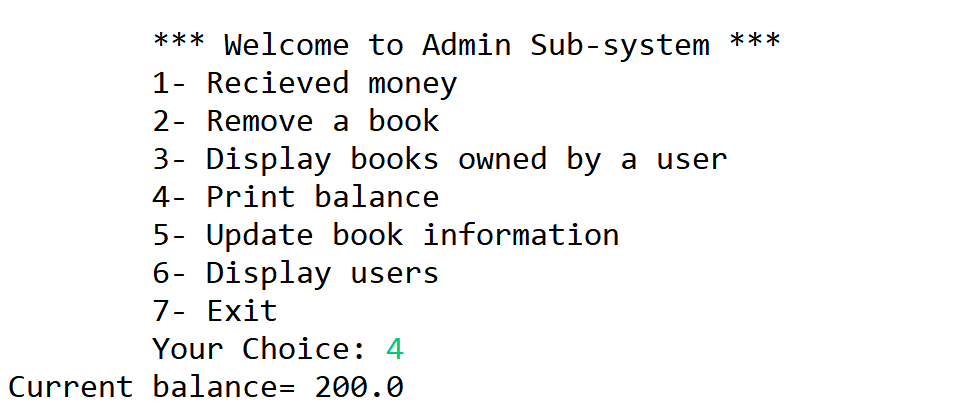 *** Welcome to Admin Sub-system ***
1- Recieved money
2- Remove a book
3- Display books owned by a user
4- Print balance
5- Update book information
6- Display users
7- Exit
Your Choice: 4
Current balance= 200.0